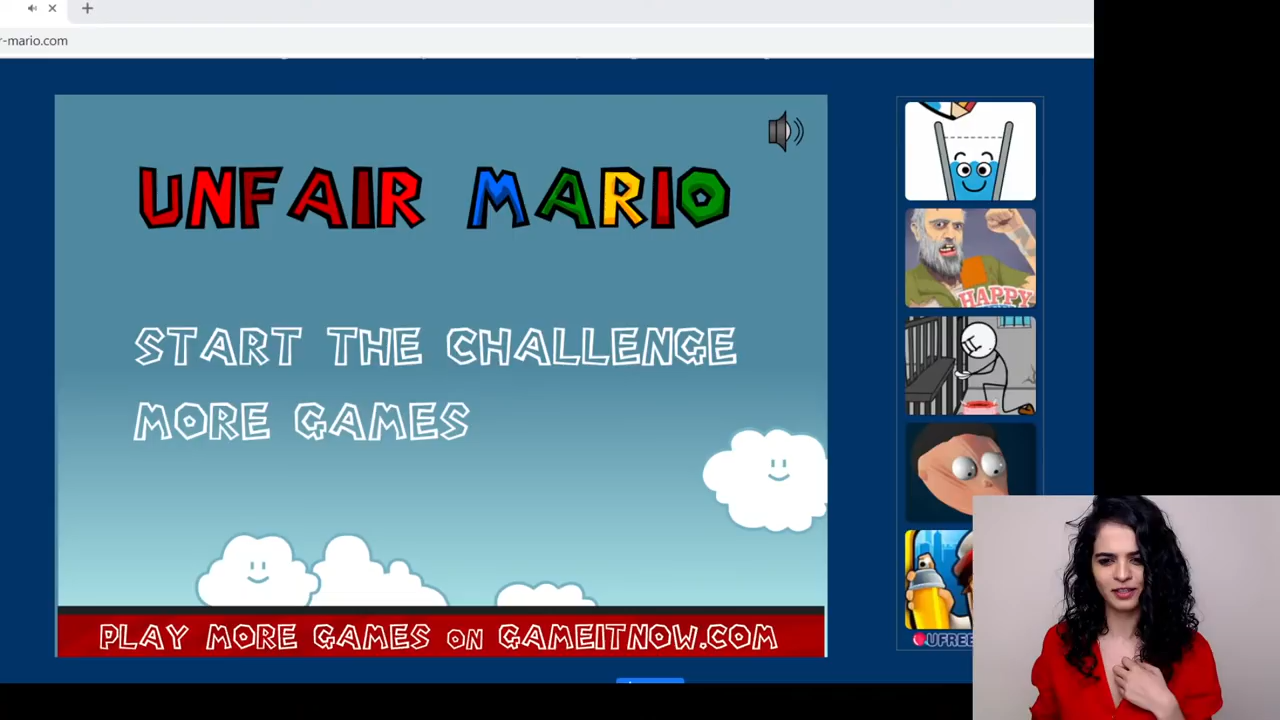 r-mario.com
UNFAIR MARIO
START THE CHALLENGE
MORE GAMES
PLAY MORE GAMES ON GAMEITNOW.COM
HAPPY
UFREE